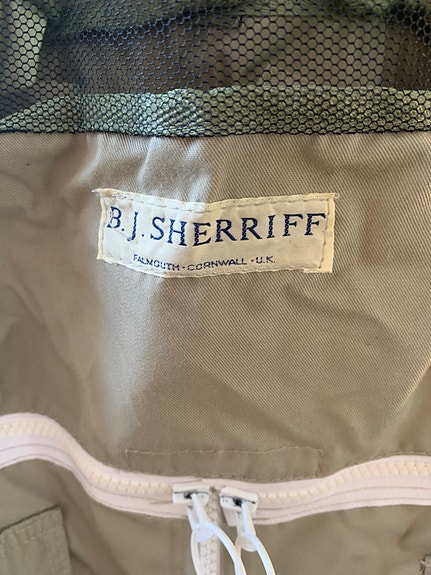 B.J. SHERRIFF
FALMOUTH - CORNWALL - U.K.